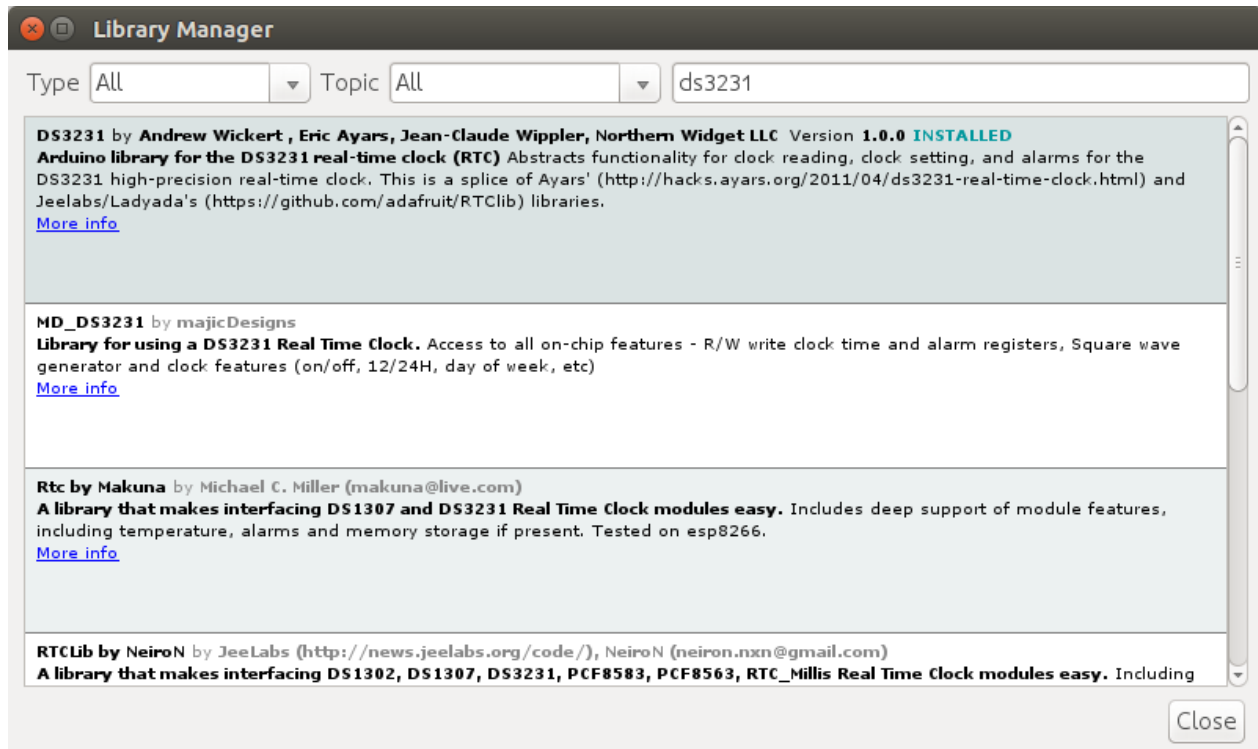 Library Manager
Type All Topic All ds3231
DS3231 by Andrew Wickert , Eric Ayars, Jean-Claude Wippler, Northern Widget LLC Version 1.0.0 INSTALLED
Arduino library for the DS3231 real-time clock (RTC) Abstracts functionality for clock reading, clock setting, and alarms for the
DS3231 high-precision real-time clock. This is a splice of Ayars' (http://hacks.ayars.org/2011/04/ds3231-real-time-clock.html) and
Jeelabs/Ladyada's (https://github.com/adafruit/RTClib) libraries.
More info
MD_DS3231 by majicDesigns
Library for using a DS3231 Real Time Clock. Access to all on-chip features - R/W write clock time and alarm registers, Square wave
generator and clock features (on/off, 12/24H, day of week, etc)
More info
Rtc by Makuna by Michael C. Miller (makuna@live.com)
A library that makes interfacing DS1307 and DS3231 Real Time Clock modules easy. Includes deep support of module features,
including temperature, alarms and memory storage if present. Tested on esp8266.
More info
RTCLib by NeiroN by JeeLabs (http://news.jeelabs.org/code/), NeiroN (neiron.nxn@gmail.com)
A library that makes interfacing DS1302, DS1307, DS3231, PCF8583, PCF8563, RTC_Millis Real Time Clock modules easy. Including
Close